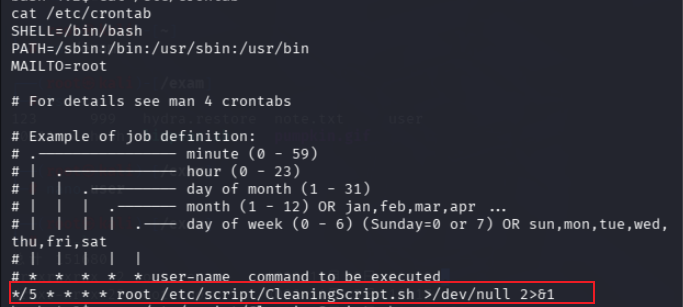 cat /etc/crontab
SHELL=/bin/bash
PATH=/sbin:/bin:/usr/sbin:/usr/bin
MAILTO=root
# For details see man 4 crontabs
# Example of job definition:
# .---------------- minute (0 - 59)
# |  .------------- hour (0 - 23)
# |  |  .---------- day of month (1 - 31)
# |  |  |  .------- month (1 - 12) OR jan,feb,mar,apr ...
# |  |  |  |  .---- day of week (0 - 6) (Sunday=0 or 7) OR sun,mon,tue,wed,
thu,fri,sat
# |  |  |  |  |
# *  *  *  *  * user-name  command to be executed
*/5 * * * * root /etc/script/CleaningScript.sh >/dev/null 2>&1